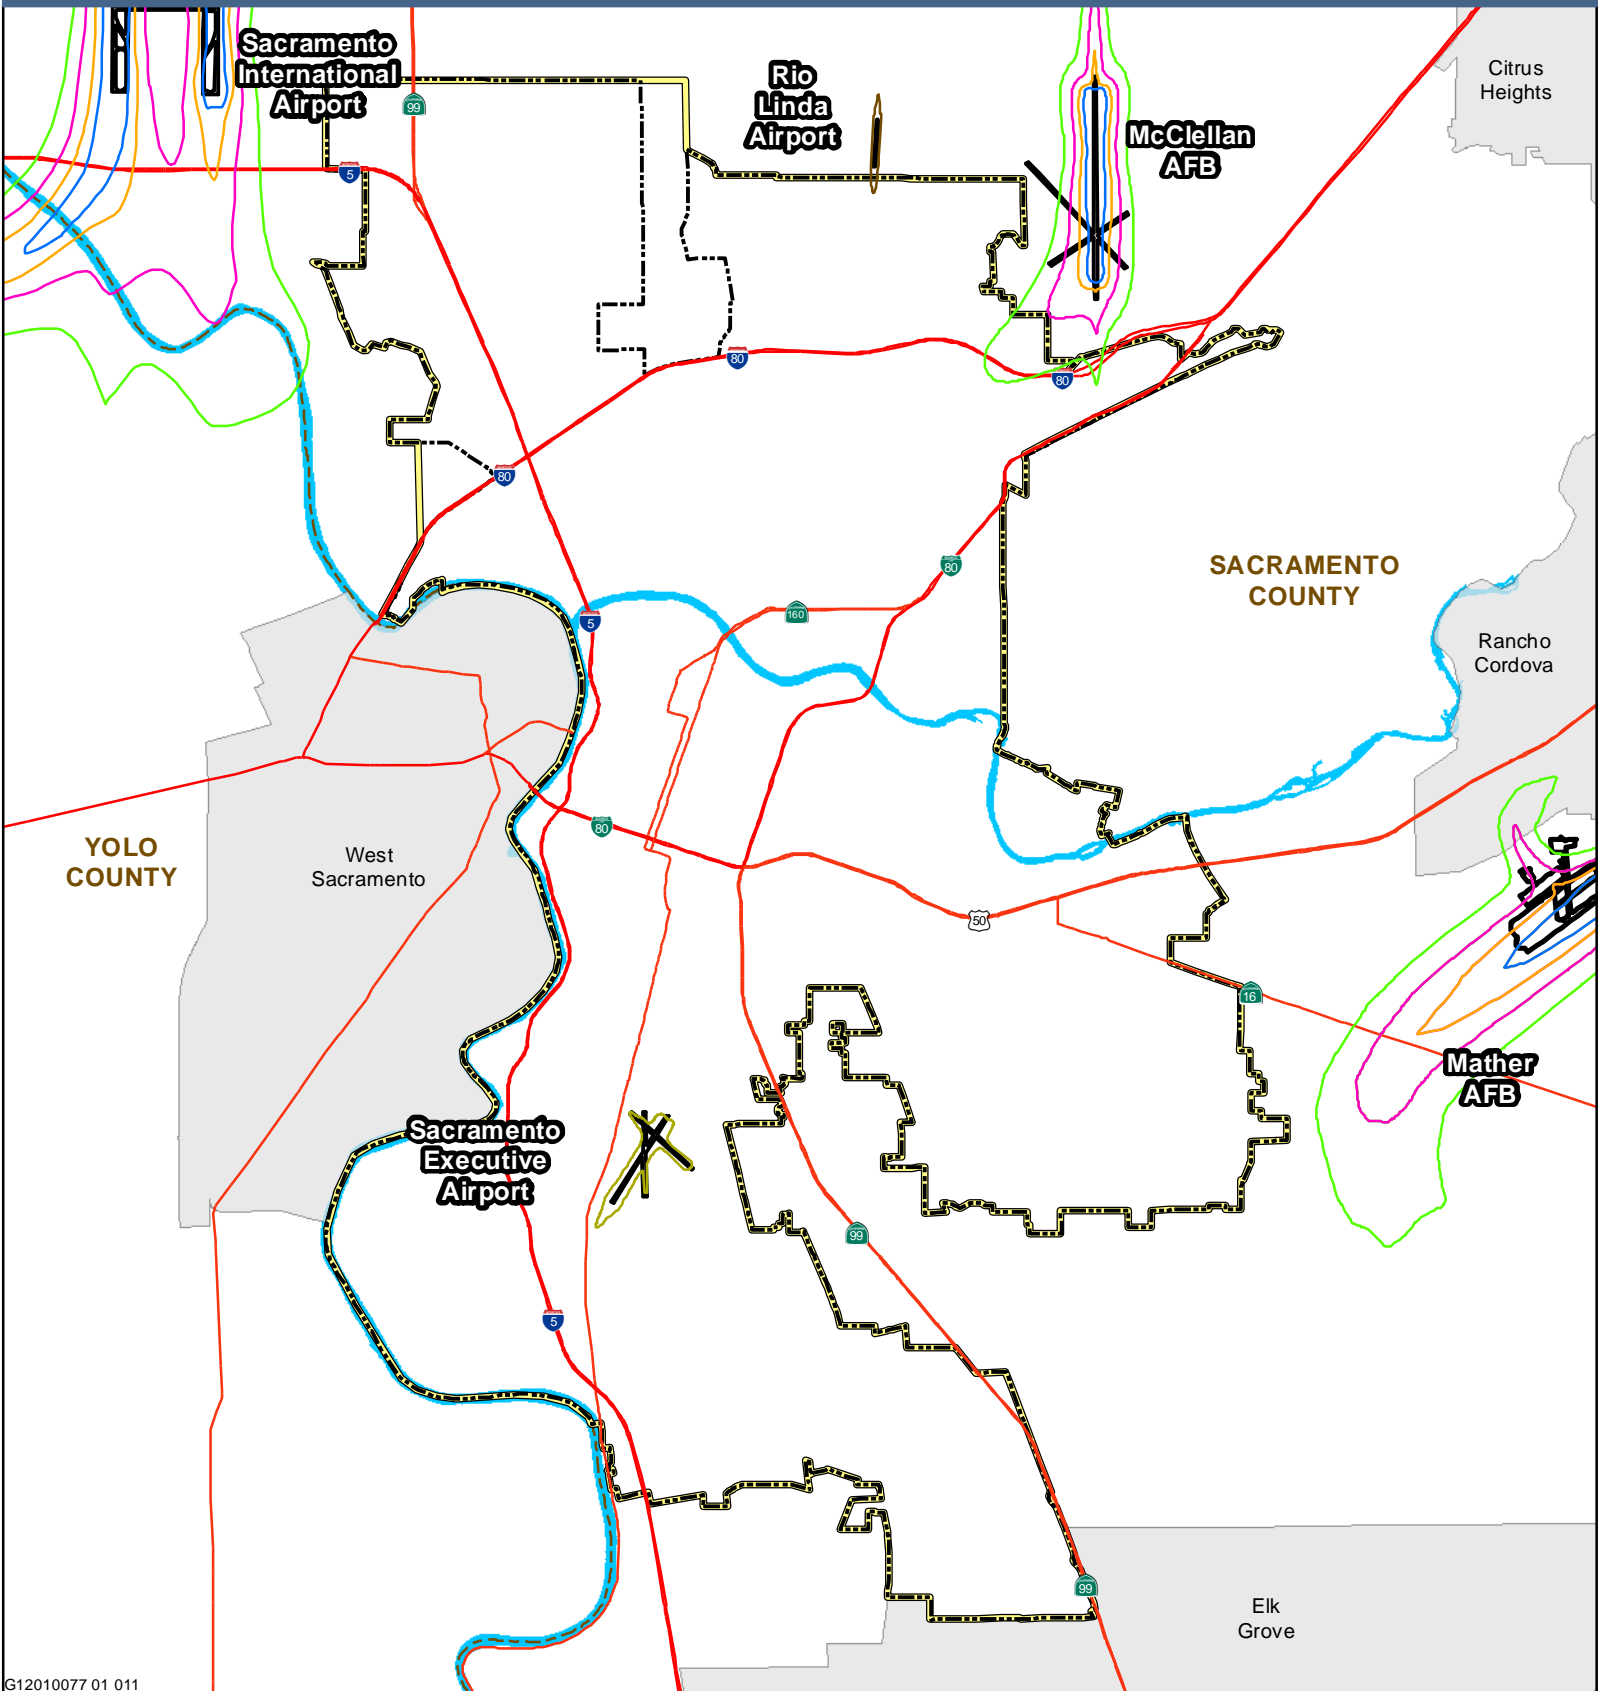 Sacramento
International
Airport
99
Rio
Linda
Airport
McClellan
AFB
Citrus
Heights
5
80
80
80
80
SACRAMENTO
COUNTY
160
5
Rancho
Cordova
YOLO
COUNTY
West
Sacramento
80
50
16
Mather
AFB
Sacramento
Executive
Airport
99
5
99
Elk
Grove
G12010077 01 011